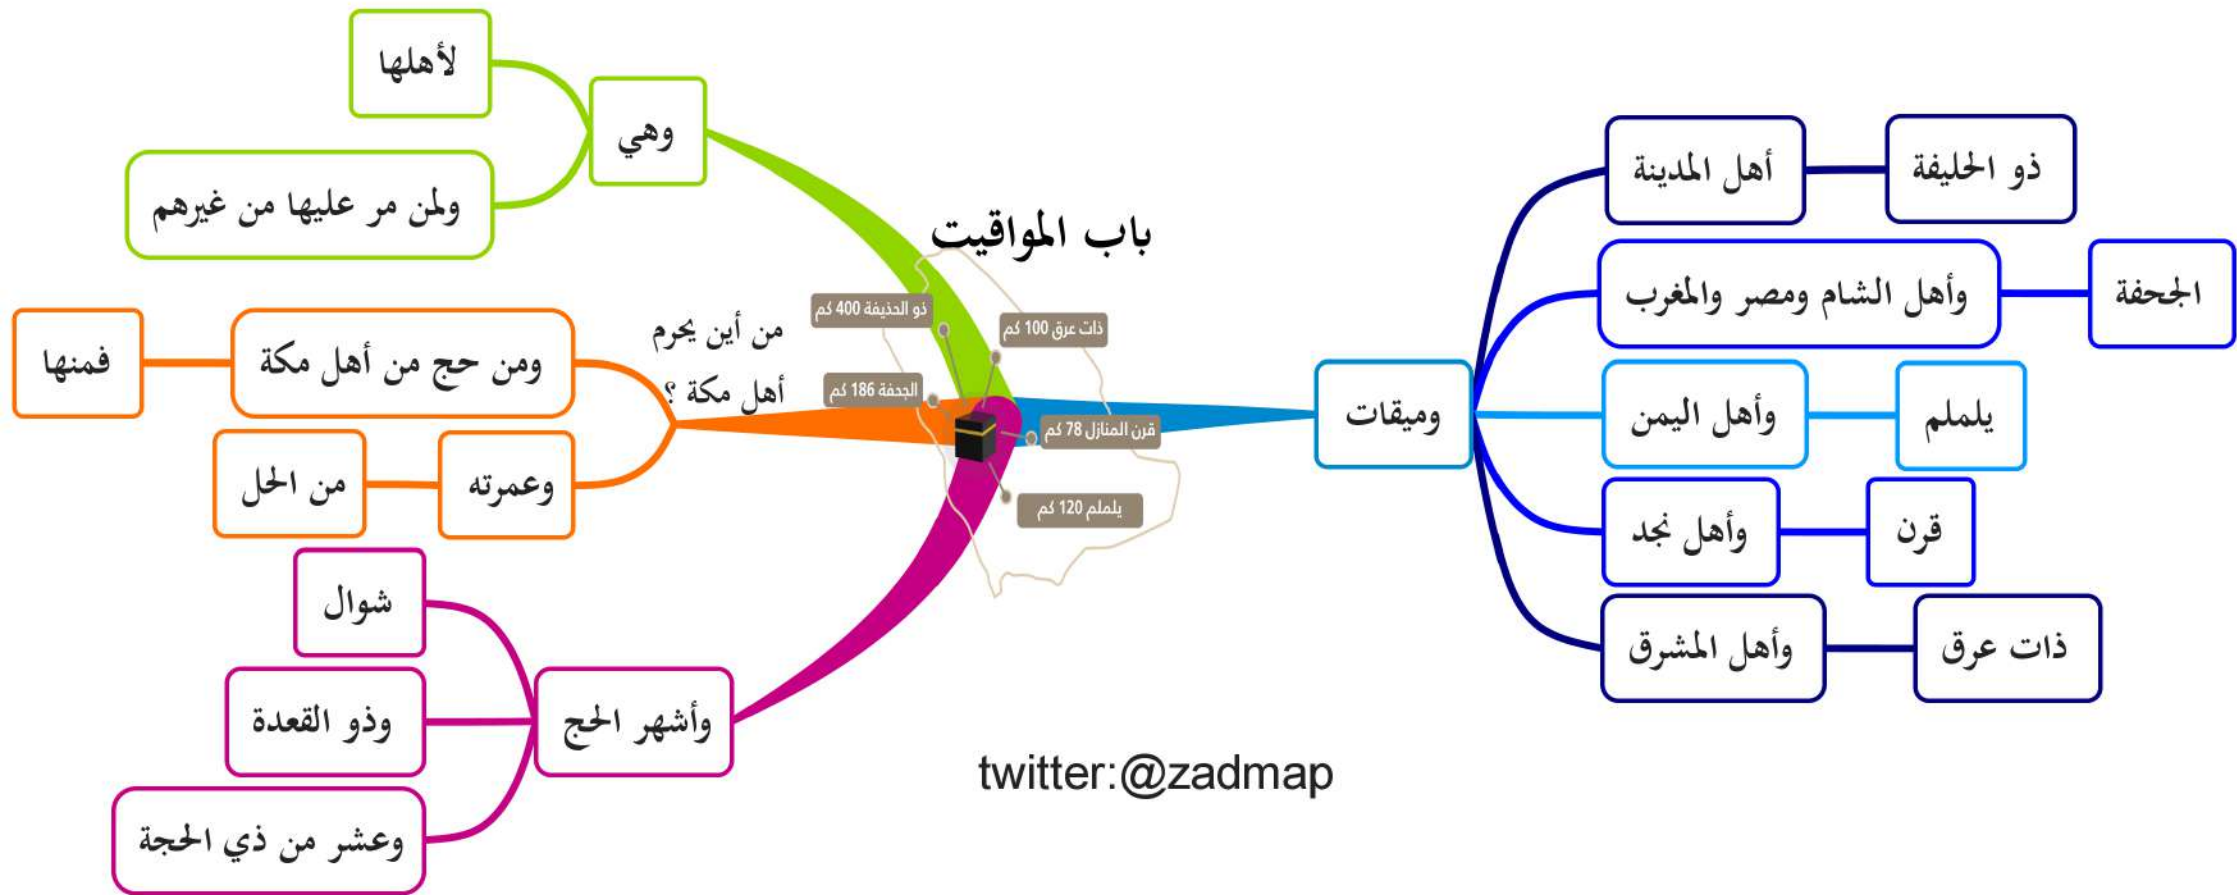 باب المواقيت
وميقات
أهل المدينة
ذو الحليفة
وأهل الشام ومصر والمغرب
الجحفة
وأهل اليمن
يلملم
وأهل نجد
قرن
وأهل المشرق
ذات عرق
وهي
لأهلها
ولمن مر عليها من غيرهم
من أين يحرم
أهل مكة ؟
ومن حج من أهل مكة
فمنها
وعمرته
من الحل
وأشهر الحج
شوال
وذو القعدة
وعشر من ذي الحجة
ذو الحذيفة 400 كم
ذات عرق 100 كم
الجحفة 186 كم
قرن المنازل 78 كم
يلملم 120 كم
twitter:@zadmap